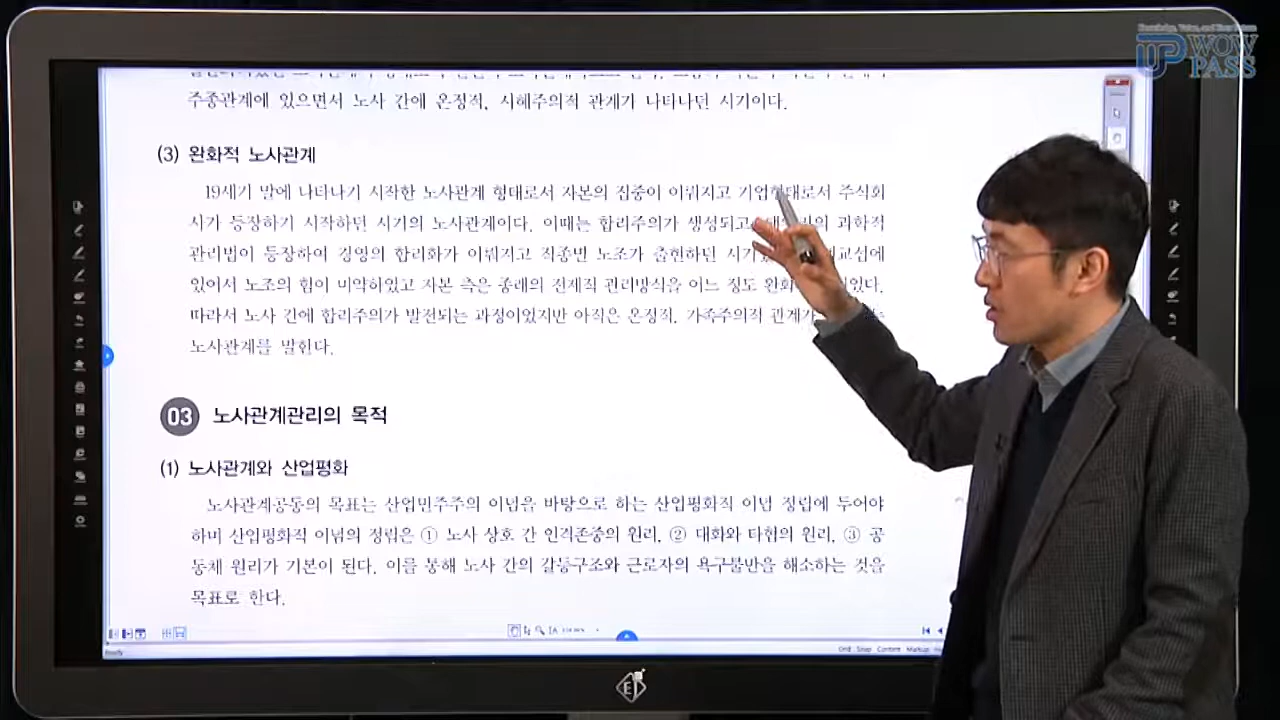 UP WOW PASS
주종관계에 있으면서 노사 간에 온정적, 시혜주의적 관계가 나타나던 시기이다.
(3) 완화적 노사관계
19세기 말에 나타나기 시작한 노사관계 형태로서 자본의 집중이 이뤄지고 기업형태로서 주식회
사가 등장하기 시작하던 시기의 노사관계이다. 이때는 합리주의가 생성되고 과학적
관리법이 등장하여 경영의 합리화가 이뤄지고 직종별 노조가 출현하던
있어서 노조의 힘이 미약하였고 자본 측은 종래의 전제적 관리방식을 어느 정도 완화
따라서 노사 간에 합리주의가 발전되는 과정이었지만 아직은 온정적, 가족주의적 관계가
노사관계를 말한다.
03 노사관계관리의 목적
(1) 노사관계와 산업평화
노사관계공동의 목표는 산업민주주의 이념을 바탕으로 하는 산업평화적 이념 정립에 두어야
하며 산업평화적 이념의 정립은 ① 노사 상호 간 인격존중의 원리, ② 대화와 타협의 원리, ③ 공
동체 원리가 기본이 된다. 이를 통해 노사 간의 갈등구조와 근로자의 욕구불만을 해소하는 것을
목표로 한다.
Ready
Grid Snap Content Markup